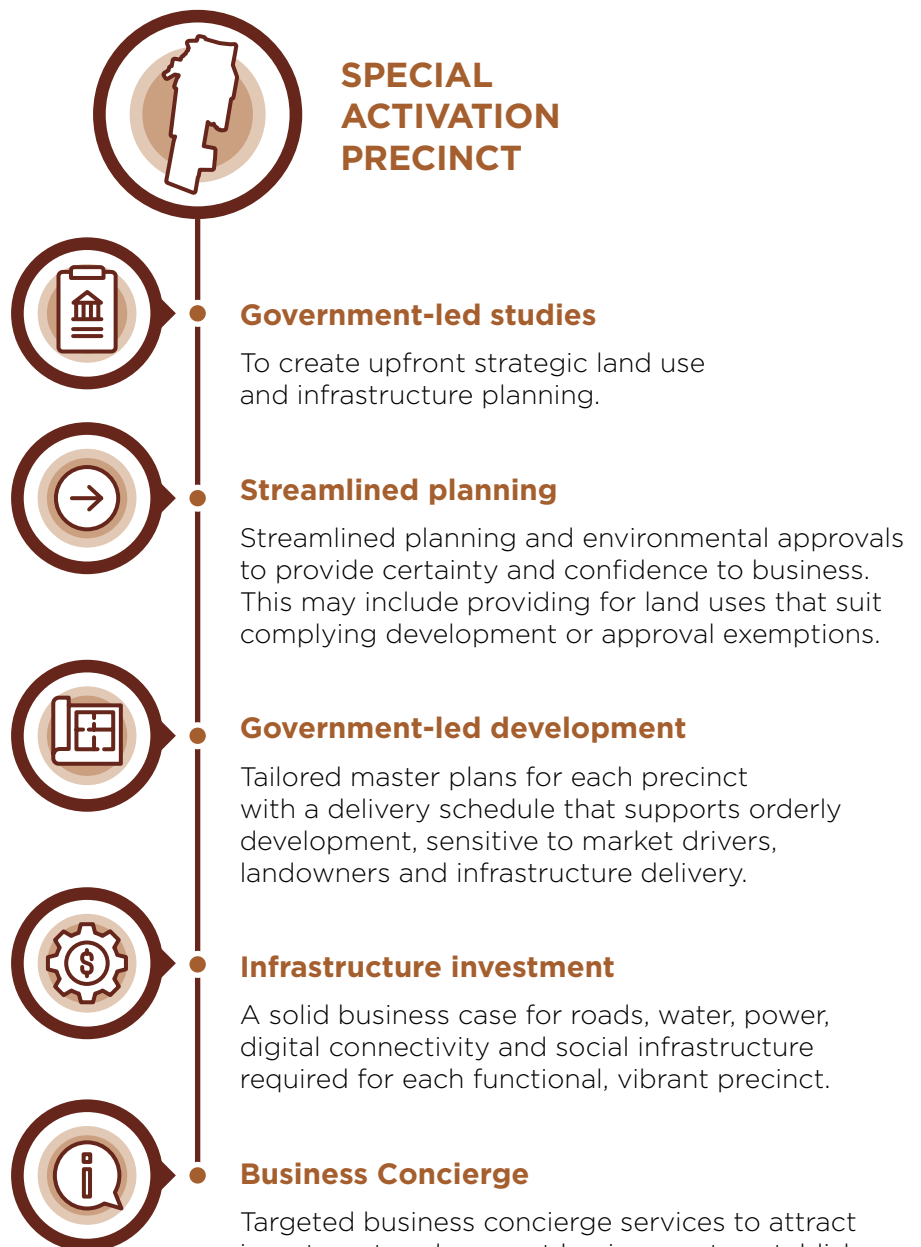 SPECIAL
ACTIVATION
PRECINCT
Government-led studies
To create upfront strategic land use
and infrastructure planning.
Streamlined planning
Streamlined planning and environmental approvals
to provide certainty and confidence to business.
This may include providing for land uses that suit
complying development or approval exemptions.
Government-led development
Tailored master plans for each precinct
with a delivery schedule that supports orderly
development, sensitive to market drivers,
landowners and infrastructure delivery.
$
Infrastructure investment
A solid business case for roads, water, power,
digital connectivity and social infrastructure
required for each functional, vibrant precinct.
i
Business Concierge
Targeted business concierge services to attract